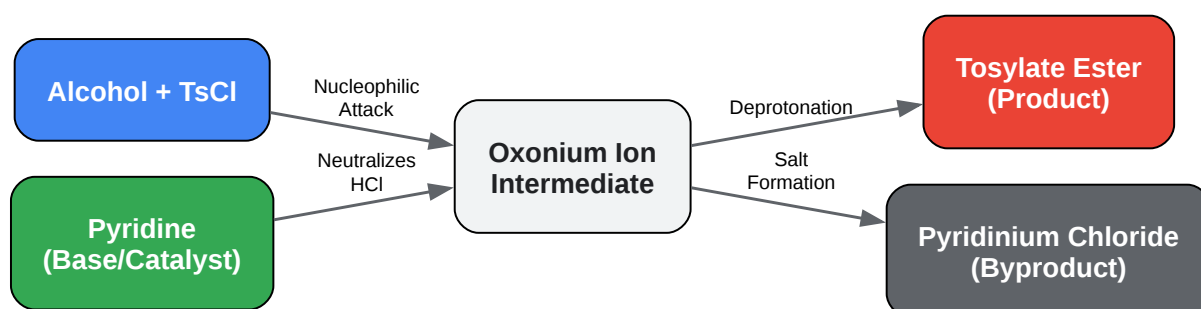 Alcohol + TsCl
Nucleophilic
Attack
Pyridine
(Base/Catalyst)
Neutralizes
HCl
Oxonium Ion
Intermediate
Deprotonation
Tosylate Ester
(Product)
Salt
Formation
Pyridinium Chloride
(Byproduct)